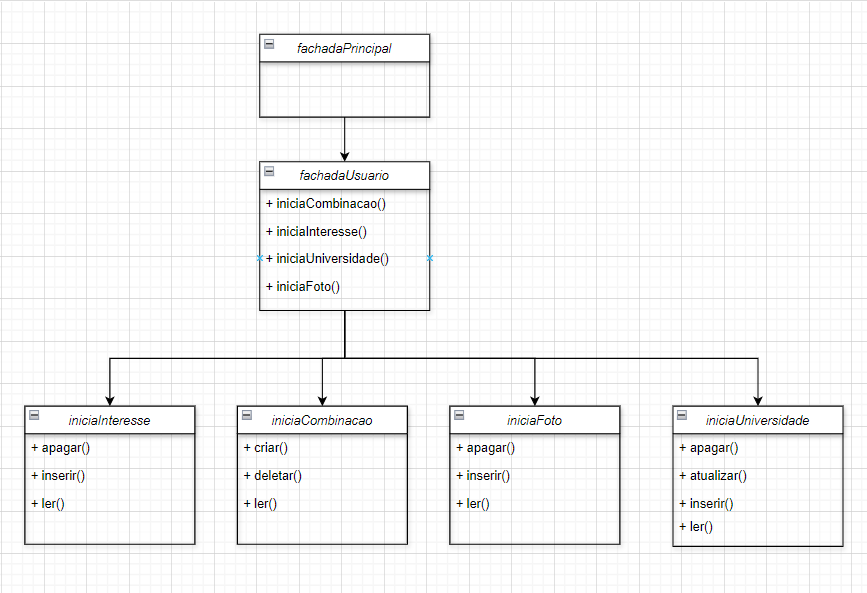 fachadaPrincipal
fachadaUsuario
+ iniciaCombinacao()
+ iniciaInteresse()
+ iniciaUniversidade()
+ iniciaFoto()
iniciaInteresse
+ apagar()
+ inserir()
+ ler()
iniciaCombinacao
+ criar()
+ deletar()
+ ler()
iniciaFoto
+ apagar()
+ inserir()
+ ler()
iniciaUniversidade
+ apagar()
+ atualizar()
+ inserir()
+ ler()